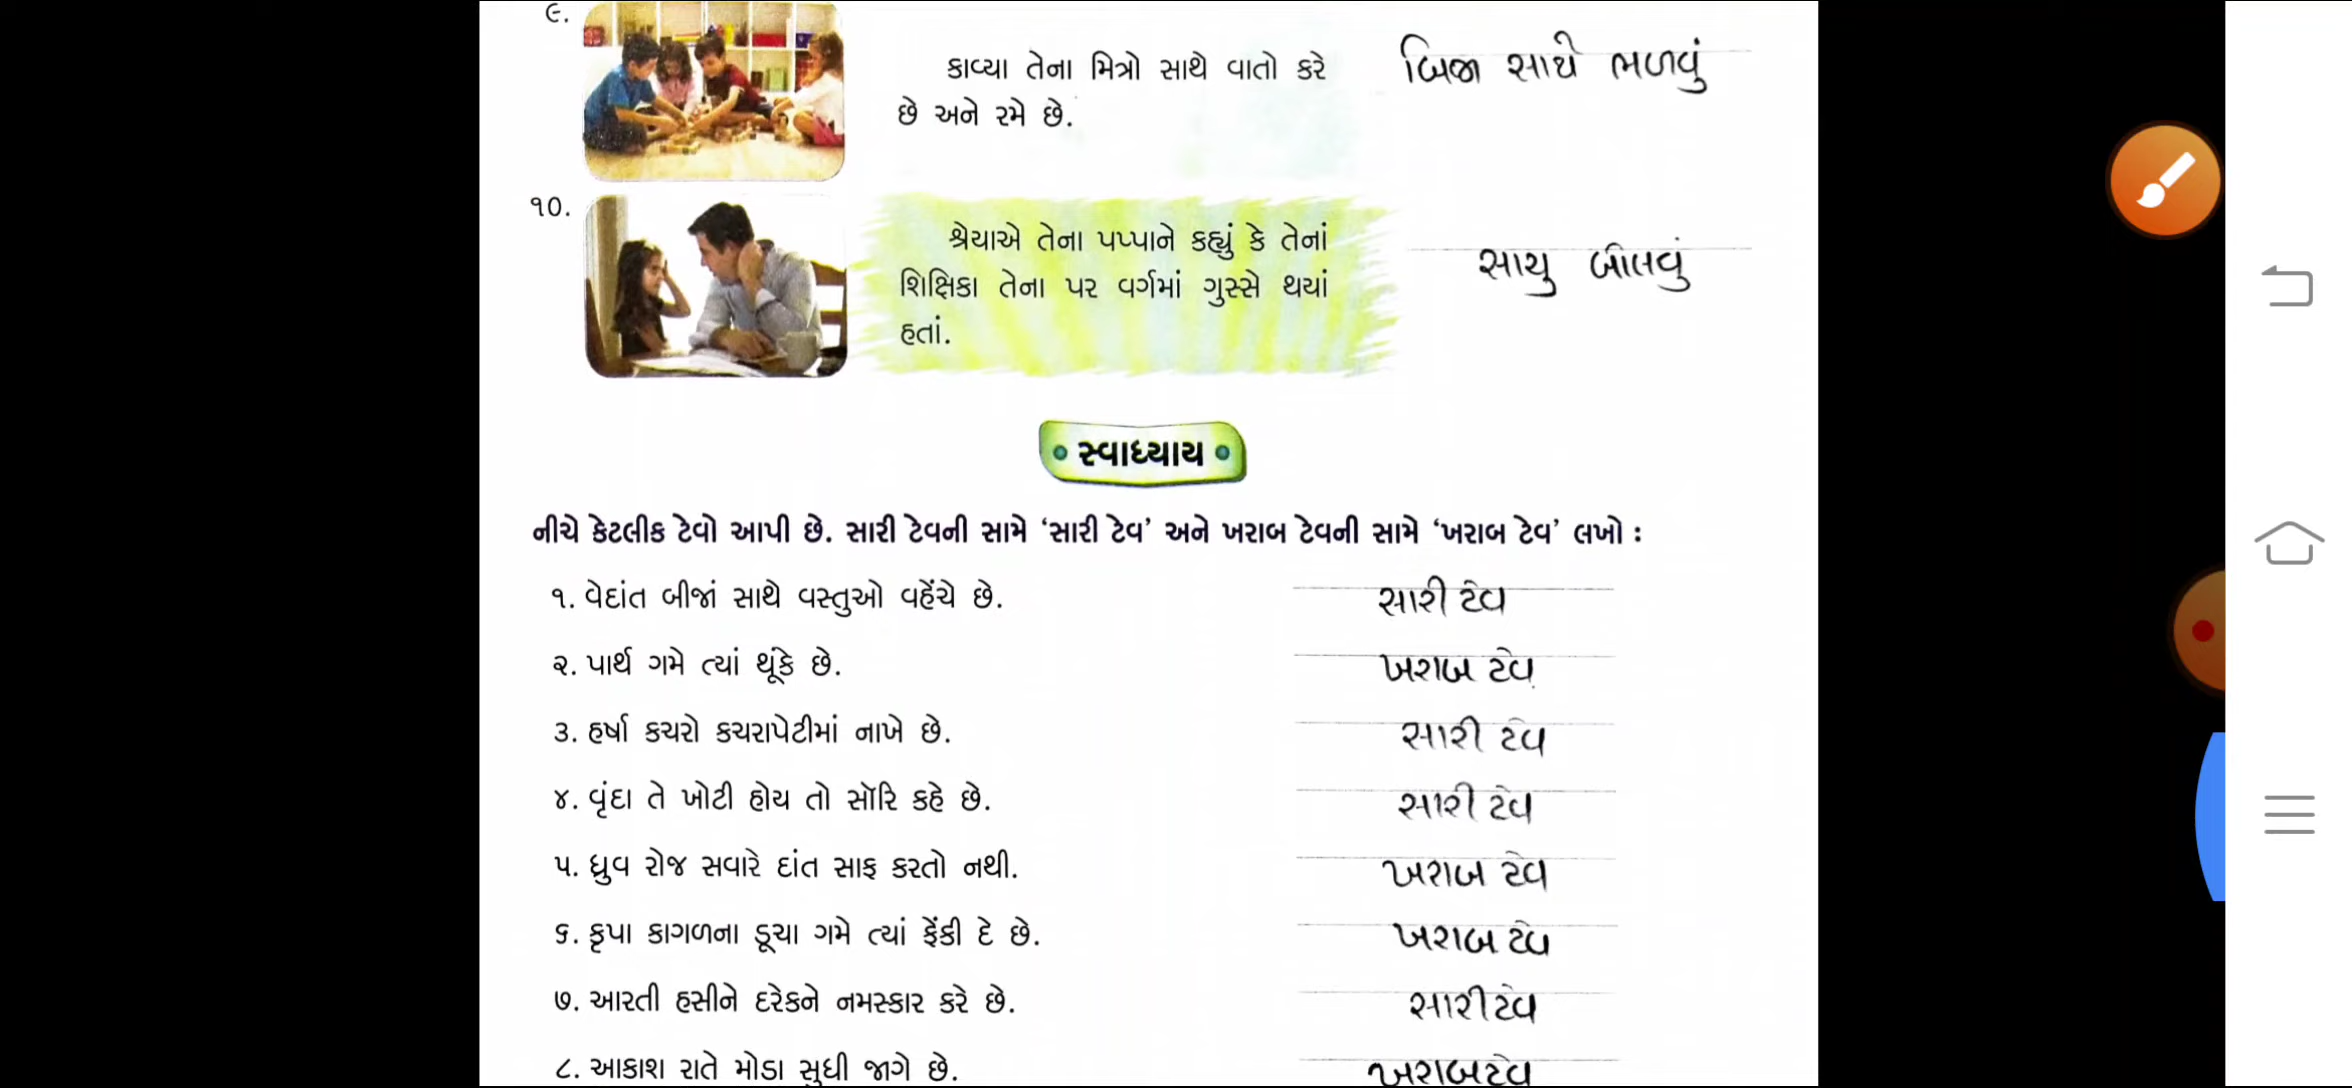 ૯.
કાવ્યા તેના મિત્રો સાથે વાતો કરે
છે અને રમે છે.
બિજા સાથે ભળવું
૧૦.
શ્રેયાએ તેના પપ્પાને કહ્યું કે તેનાં
શિક્ષિકા તેના પર વર્ગમાં ગુસ્સે થયાં
હતાં.
સાચુ બોલવું
સ્વાધ્યાય
નીચે કેટલીક ટેવો આપી છે. સારી ટેવની સામે ‘સારી ટેવ’ અને ખરાબ ટેવની સામે ‘ખરાબ ટેવ’ લખો :
૧. વેદાંત બીજાં સાથે વસ્તુઓ વહેંચે છે. સારી ટેવ
૨. પાર્થ ગમે ત્યાં થૂંકે છે. ખરાબ ટેવ
૩. હર્ષા કચરો કચરાપેટીમાં નાખે છે. સારી ટેવ
૪. વૃંદા તે ખોટી હોય તો સૉરિ કહે છે. સારી ટેવ
૫. ધ્રુવ રોજ સવારે દાંત સાફ કરતો નથી. ખરાબ ટેવ
૬. કૃપા કાગળના ડૂચા ગમે ત્યાં ફેંકી દે છે. ખરાબ ટેવ
૭. આરતી હસીને દરેકને નમસ્કાર કરે છે. સારી ટેવ
૮. આકાશ રાતે મોડા સુધી જાગે છે. ખરાબ ટેવ